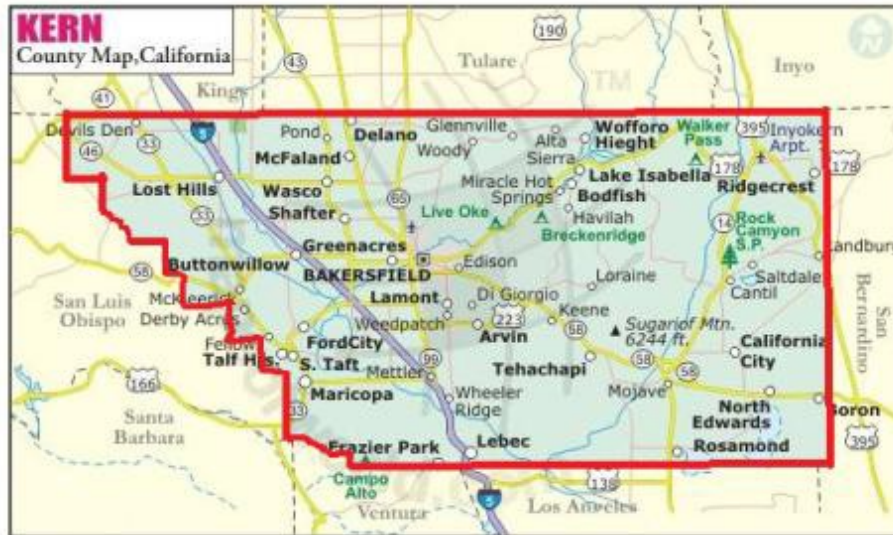 KERN
County Map,California
190
43
Tulare
Inyo
41
Kings
5
Devils Den
46
33
Pond
Delano
Glennville
Woody
Alta
Sierra
Wofforo
Hieght
Walker
Pass
395
Inyokern
Arpt.
McFaland
178
178
Lost Hills
Wasco
Lake Isabella
Ridgecrest
Miracle Hot
Springs
Bodfish
Shafter
65
33
Live Oke
Havilah
Breckenridge
14
Rock
Camyon
S.P.
Greenacres
Buttonwillow
BAKERSFIELD
Edison
Loraine
58
Saltdale
Cantil
San Luis
Obispo
Lamont
Di Giorgio
Derby Acres
Weedpatch
223
Keene
Arvin
58
Sugarlof Mtn.
6244 ft.
FordCity
Talf Hts.
S. Taft
California
City
99
Mettler
Tehachapi
58
58
166
Mojave
Maricopa
Wheeler
Ridge
33
North
Edwards
Boron
Santa
Barbara
San
Bernardino
395
Frazier Park
Lebec
Rosamond
Campo
Alto
138
5
Ventura
Los Angeles